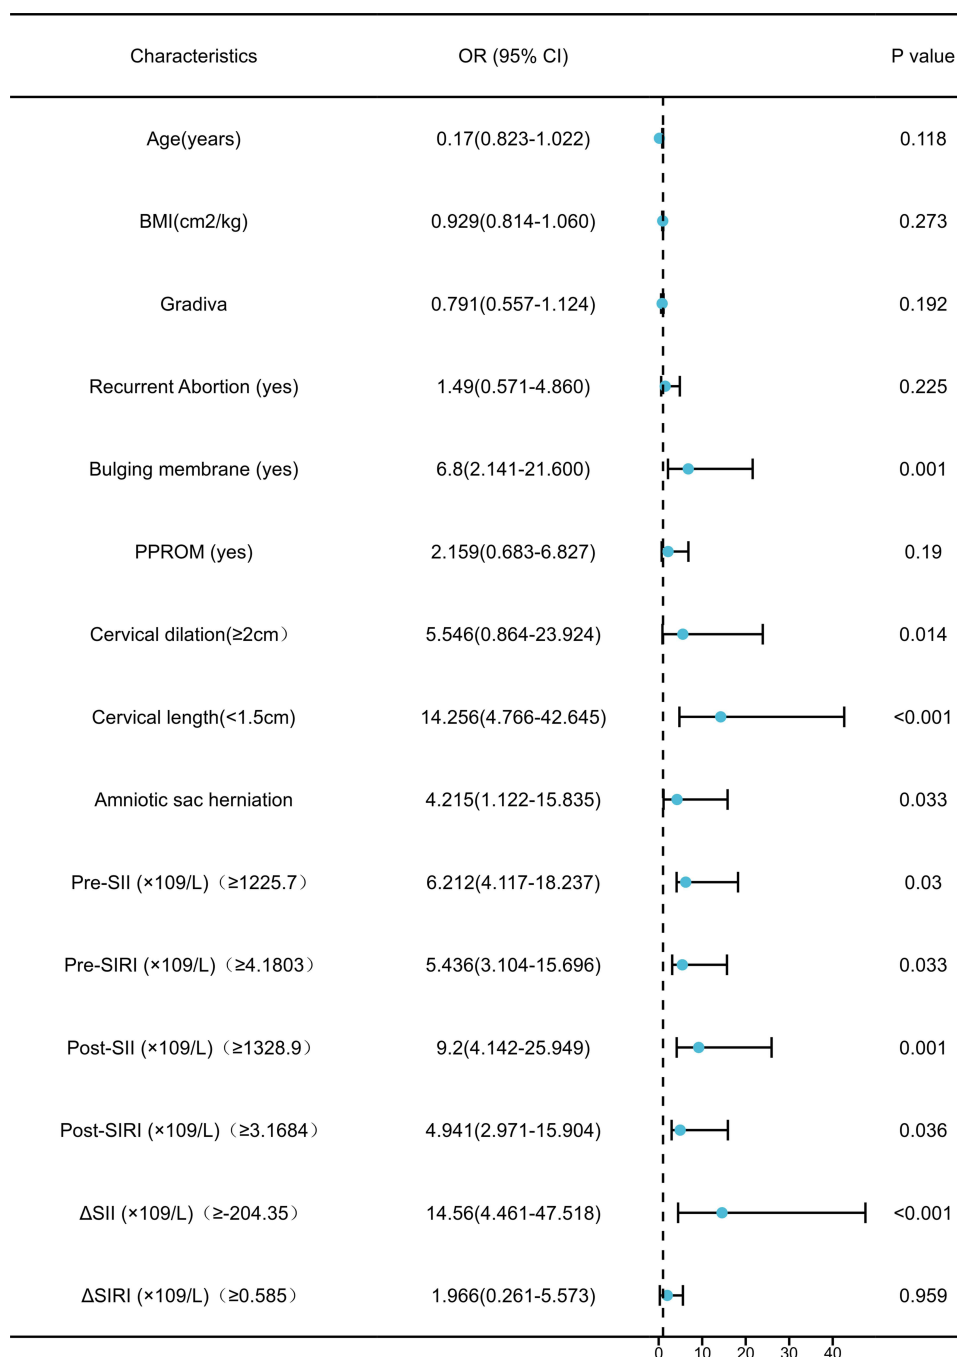 Characteristics OR (95% CI) P value
Age(years) 0.17(0.823-1.022) 0.118
BMI(cm2/kg) 0.929(0.814-1.060) 0.273
Gradiva 0.791(0.557-1.124) 0.192
Recurrent Abortion (yes) 1.49(0.571-4.860) 0.225
Bulging membrane (yes) 6.8(2.141-21.600) 0.001
PPROM (yes) 2.159(0.683-6.827) 0.19
Cervical dilation(≥2cm） 5.546(0.864-23.924) 0.014
Cervical length(<1.5cm) 14.256(4.766-42.645) <0.001
Amniotic sac herniation 4.215(1.122-15.835) 0.033
Pre-SII (×109/L)（≥1225.7） 6.212(4.117-18.237) 0.03
Pre-SIRI (×109/L)（≥4.1803） 5.436(3.104-15.696) 0.033
Post-SII (×109/L)（≥1328.9） 9.2(4.142-25.949) 0.001
Post-SIRI (×109/L)（≥3.1684） 4.941(2.971-15.904) 0.036
ΔSII (×109/L)（≥-204.35） 14.56(4.461-47.518) <0.001
ΔSIRI (×109/L)（≥0.585） 1.966(0.261-5.573) 0.959
0 10 20 30 40